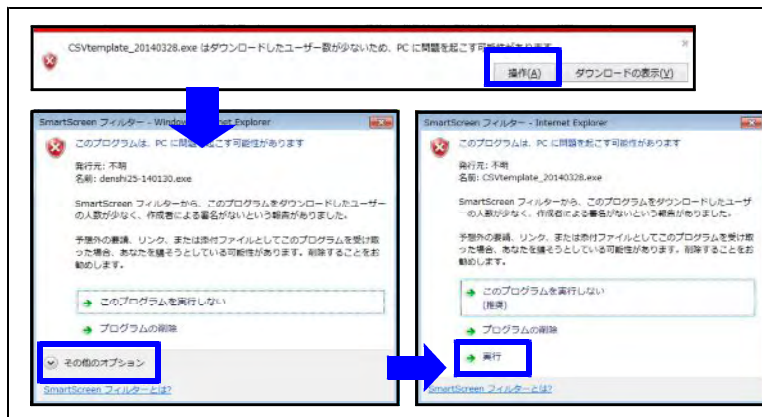 CSVtemplate_20140328.exe はダウンロードしたユーザー数が少ないため、PC に問題を起こす可能性があります
操作(A)
ダウンロードの表示(V)
SmartScreen フィルター - Window et Explorer
このプログラムは、PC に問題を起こす可能性があります
発行元: 不明
名前: denshi25-140130.exe
SmartScreen フィルターから、このプログラムをダウンロードしたユーザー
の人数が少なく、作成者による署名がないという報告がありました。
予想外の要請、リンク、または添付ファイルとしてこのプログラムを受け取
った場合、あなたを騙そうとしている可能性があります。削除することをお
勧めします。
このプログラムを実行しない
プログラムの削除
その他のオプション
SmartScreen フィルターとは?
SmartScreen フィルター - Internet Explorer
このプログラムは、PC に問題を起こす可能性があります
発行元: 不明
名前: CSVtemplate_20140328.exe
SmartScreen フィルターから、このプログラムをダウンロードしたユーザ
の人数が少なく、作成者による署名がないという報告がありました。
予想外の要請、リンク、または添付ファイルとしてこのプログラムを受け取
った場合、あなたを騙そうとしている可能性があります。削除することをお
勧めします。
このプログラムを実行しない
(推奨)
プログラムの削除
実行
SmartScreen フィルターとは?